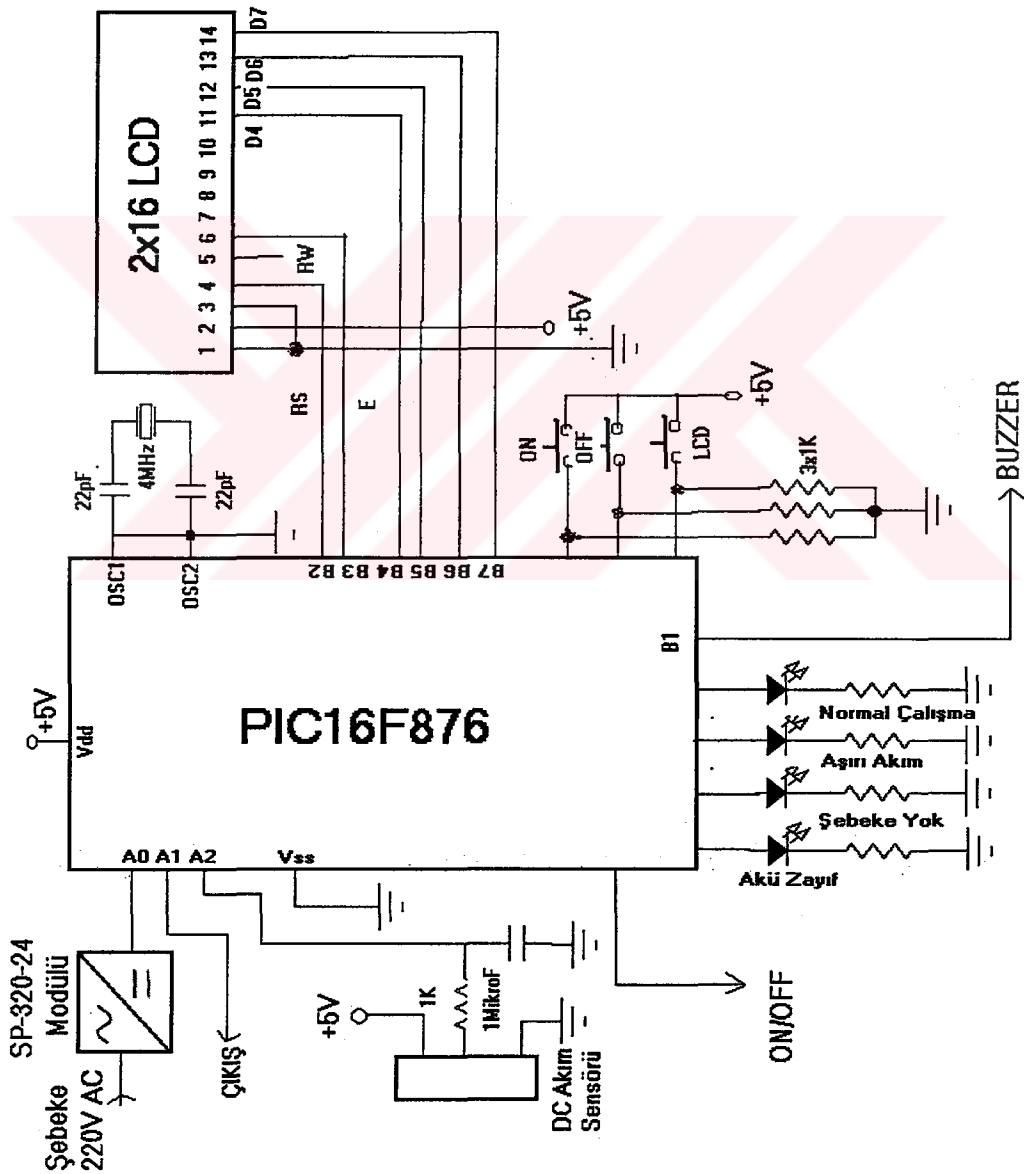 2x16 LCD
1 2 3 4 5 6 7 8 9 10 11 12 13 14
D7
D6
D5
D4
RW
RS
E
+5V
22pF
4MHz
22pF
OSC1
OSC2
B2
B3
B4
B5
B6
B7
ON
OFF
LCD
+5V
3x1K
BUZZER
B1
+5V
Vdd
PIC16F876
A0 A1 A2
Vss
SP-320-24
Modülü
Şebeke
220V AC
ÇIKIŞ
+5V
1K
1MikroF
DC Akım
Sensörü
ON/OFF
Normal Çalışma
Aşırı Akım
Şebeke Yok
Akü Zayıf